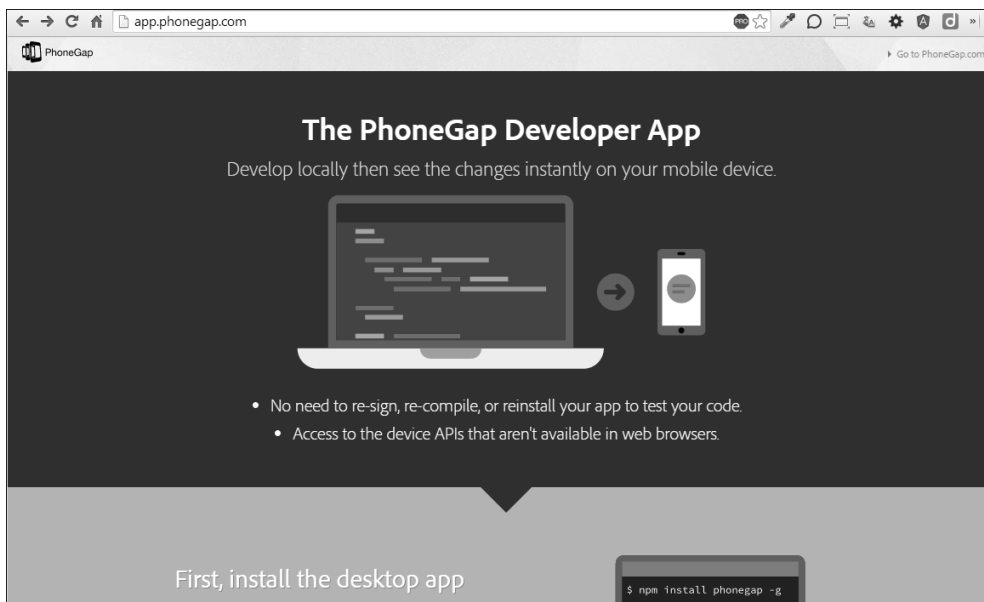 app.phonegap.com
PRO
PhoneGap
Go to PhoneGap.com
The PhoneGap Developer App
Develop locally then see the changes instantly on your mobile device.
No need to re-sign, re-compile, or reinstall your app to test your code.
Access to the device APIs that aren't available in web browsers.
First, install the desktop app
$ npm install phonegap -g